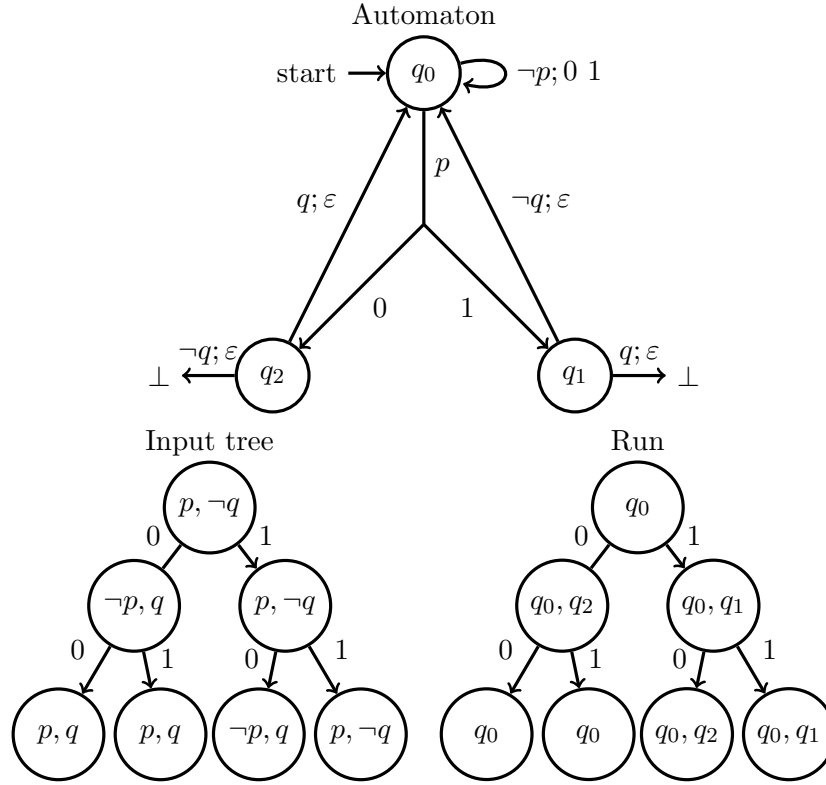 Automaton
start
q₀
¬p; 0 1
p
q; ε
¬q; ε
0
1
⊥
¬q; ε
q₂
q₁
q; ε
⊥
Input tree
Run
p, ¬q
q₀
0
1
0
1
¬p, q
p, ¬q
q₀, q₂
q₀, q₁
0
1
0
1
0
1
0
1
p, q
p, q
¬p, q
p, ¬q
q₀
q₀
q₀, q₂
q₀, q₁